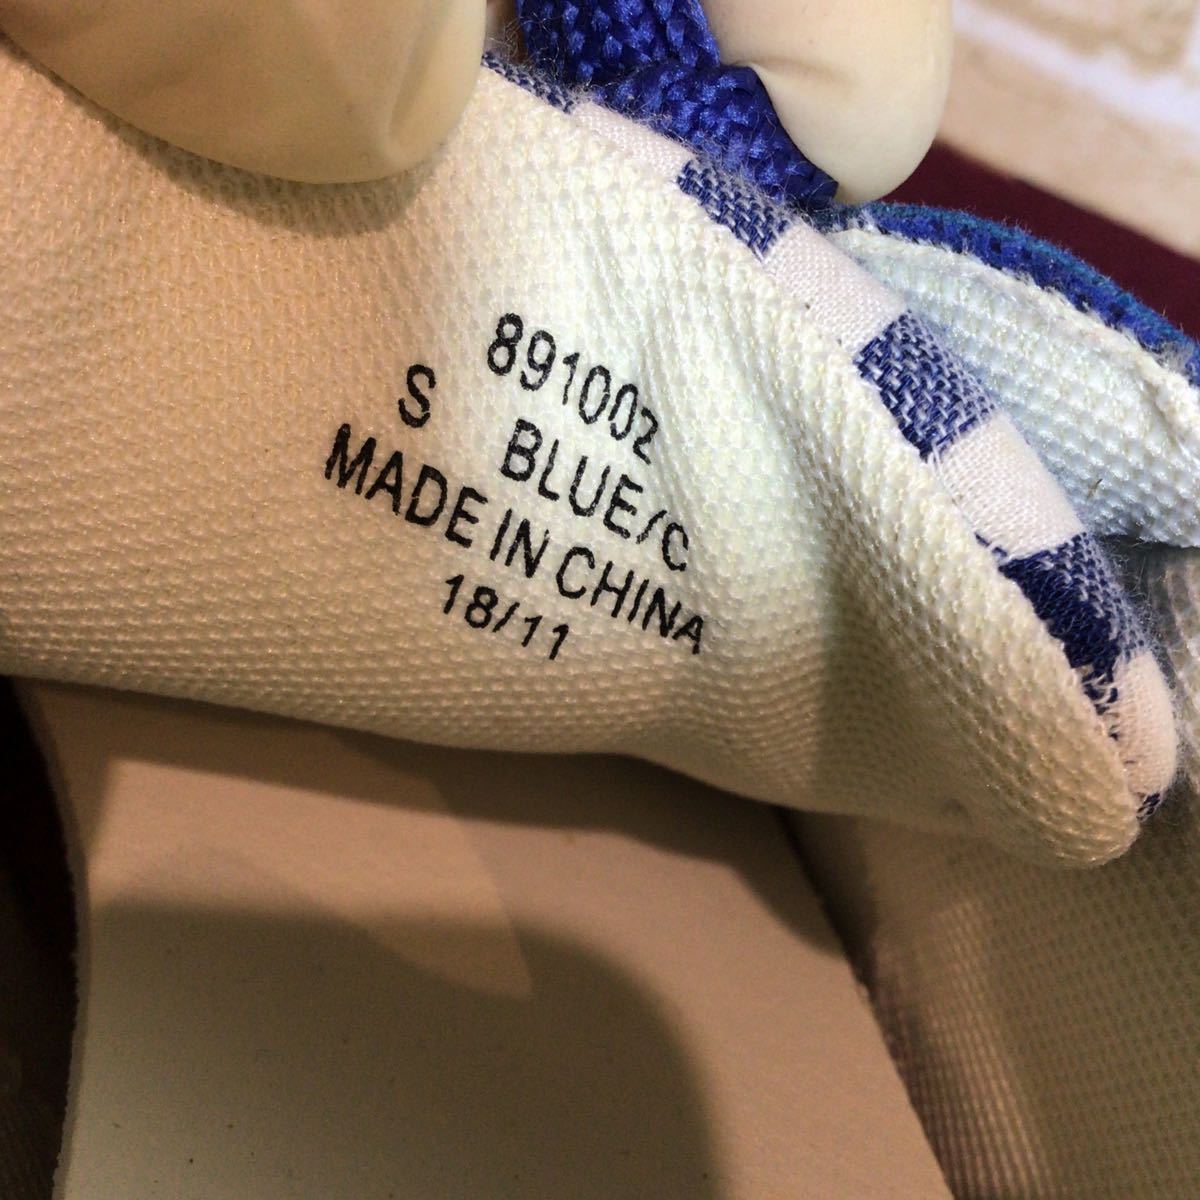 891002
S BLUE/C
MADE IN CHINA
18/11